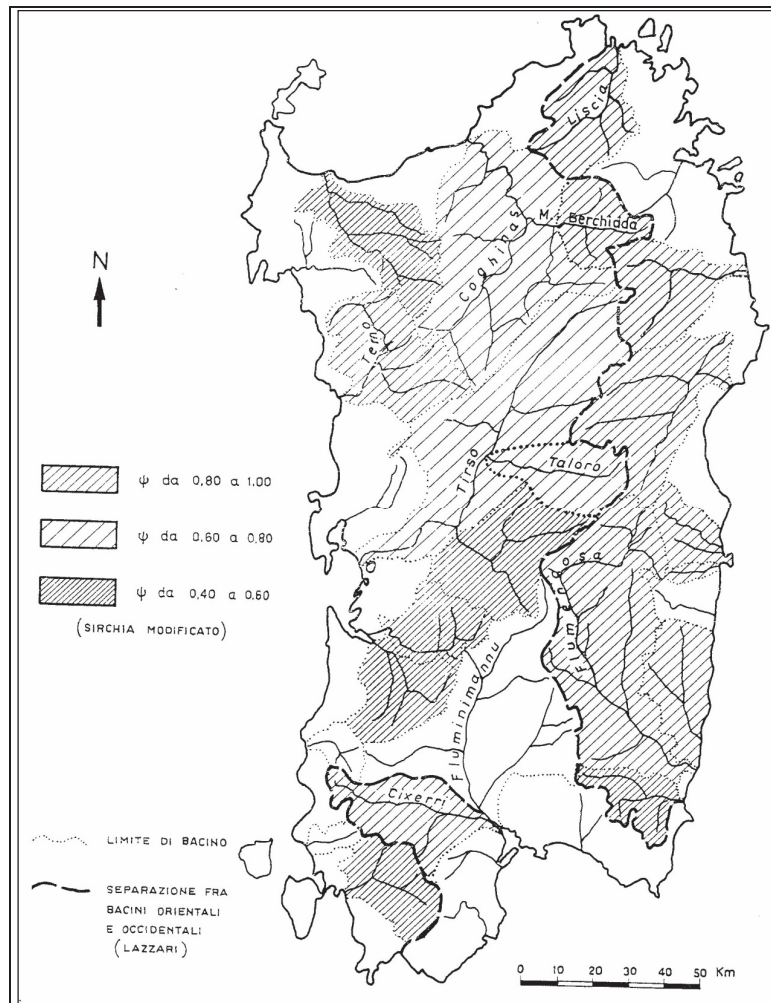 Liscia
M. Berchidda
Coghinas
N
Temo
Tirso
Taloro
ψ da 0,80 a 1.00
ψ da 0,60 a 0,80
ψ da 0,40 a 0,60
(SIRCHIA MODIFICATO)
Flumendosa
Fluminimannu
Cixerri
LIMITE DI BACINO
SEPARAZIONE FRA
BACINI ORIENTALI
E OCCIDENTALI
(LAZZARI)
0 10 20 30 40 50 Km